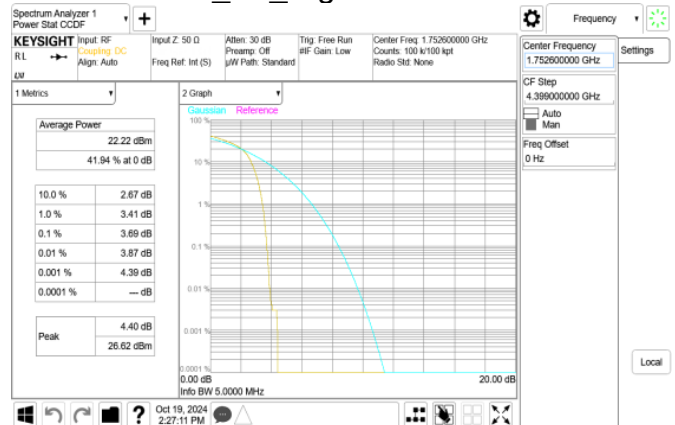 Spectrum Analyzer 1
Power Stat CCDF
Frequency
KEYSIGHT
RL
Input: RF
Coupling: DC
Align: Auto
Input Z: 50 Ω
Freq Ref: Int (S)
Atten: 30 dB
Preamp: Off
µW Path: Standard
Trig: Free Run
#IF Gain: Low
Center Freq: 1.752600000 GHz
Counts: 100 k/100 kpt
Radio Std: None
Center Frequency
1.752600000 GHz
Settings
CF Step
4.399000000 GHz
Auto
Man
Freq Offset
0 Hz
1 Metrics
2 Graph
Gaussian Reference
Average Power
22.22 dBm
41.94 % at 0 dB
10.0 % 2.67 dB
1.0 % 3.41 dB
0.1 % 3.69 dB
0.01 % 3.87 dB
0.001 % 4.39 dB
0.0001 % --- dB
Peak
4.40 dB
26.62 dBm
100 %
10 %
1 %
0.1 %
0.01 %
0.001 %
0.0001 %
0.00 dB 20.00 dB
Info BW 5.0000 MHz
Local
?
Oct 19, 2024
2:27:11 PM